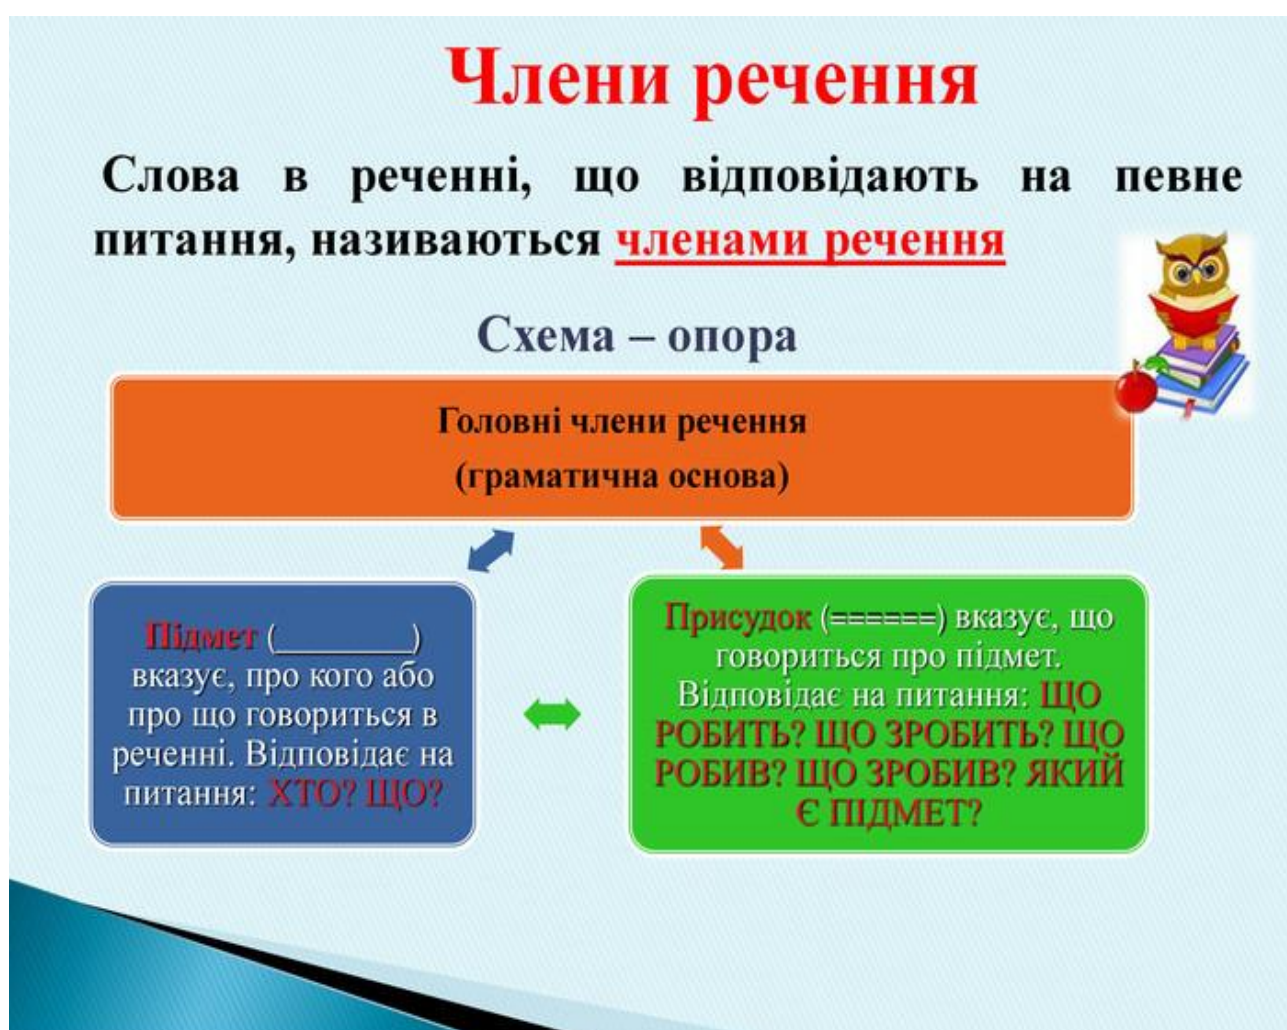 Члени речення
Слова в реченні, що відповідають на певне
питання, називаються членами речення
Схема – опора
Головні члени речення
(граматична основа)
Підмет (________)
вказує, про кого або
про що говориться в
реченні. Відповідає на
питання: ХТО? ЩО?
Присудок (======) вказує, що
говориться про підмет.
Відповідає на питання: ЩО
РОБИТЬ? ЩО ЗРОБИТЬ? ЩО
РОБИВ? ЩО ЗРОБИВ? ЯКИЙ
Є ПІДМЕТ?